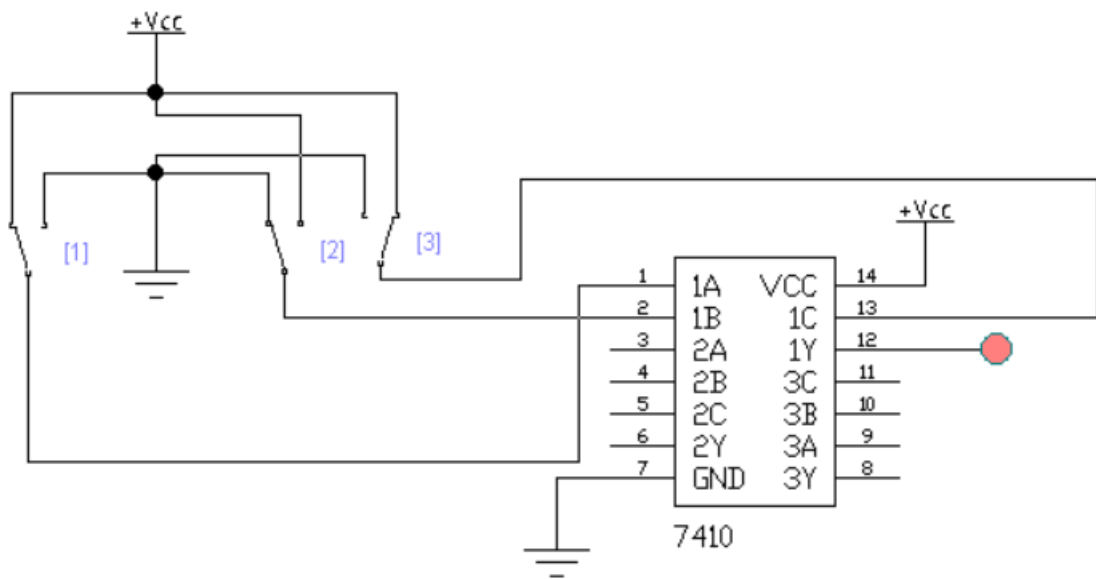 +Vcc
[1]
[2]
[3]
+Vcc
1 1A VCC 14
2 1B 1C 13
3 2A 1Y 12
4 2B 3C 11
5 2C 3B 10
6 2Y 3A 9
7 GND 3Y 8
7410